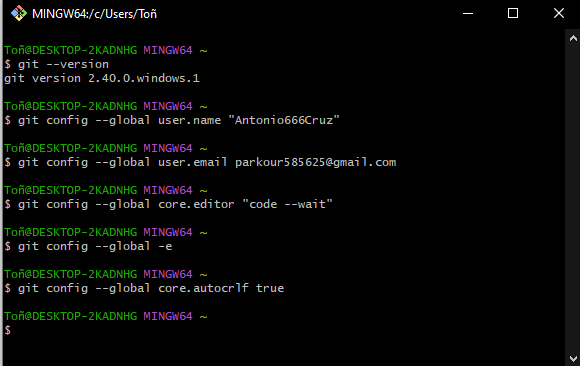 MINGW64:/c/Users/Toñ
Toñ@DESKTOP-2KADNHG MINGW64 ~
$ git --version
git version 2.40.0.windows.1
Toñ@DESKTOP-2KADNHG MINGW64 ~
$ git config --global user.name "Antonio666Cruz"
Toñ@DESKTOP-2KADNHG MINGW64 ~
$ git config --global user.email parkour585625@gmail.com
Toñ@DESKTOP-2KADNHG MINGW64 ~
$ git config --global core.editor "code --wait"
Toñ@DESKTOP-2KADNHG MINGW64 ~
$ git config --global -e
Toñ@DESKTOP-2KADNHG MINGW64 ~
$ git config --global core.autocrlf true
Toñ@DESKTOP-2KADNHG MINGW64 ~
$